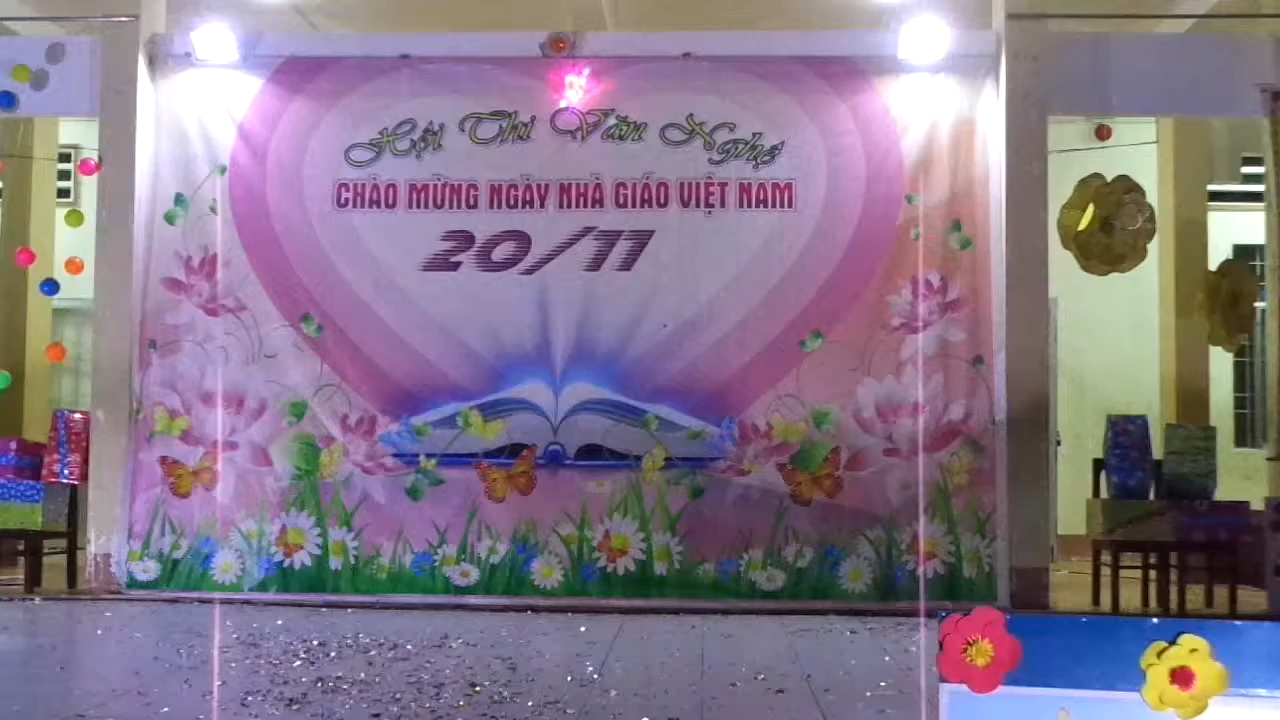 Hội Thi Văn Nghệ
CHÀO MỪNG NGÀY NHÀ GIÁO VIỆT NAM
20/11